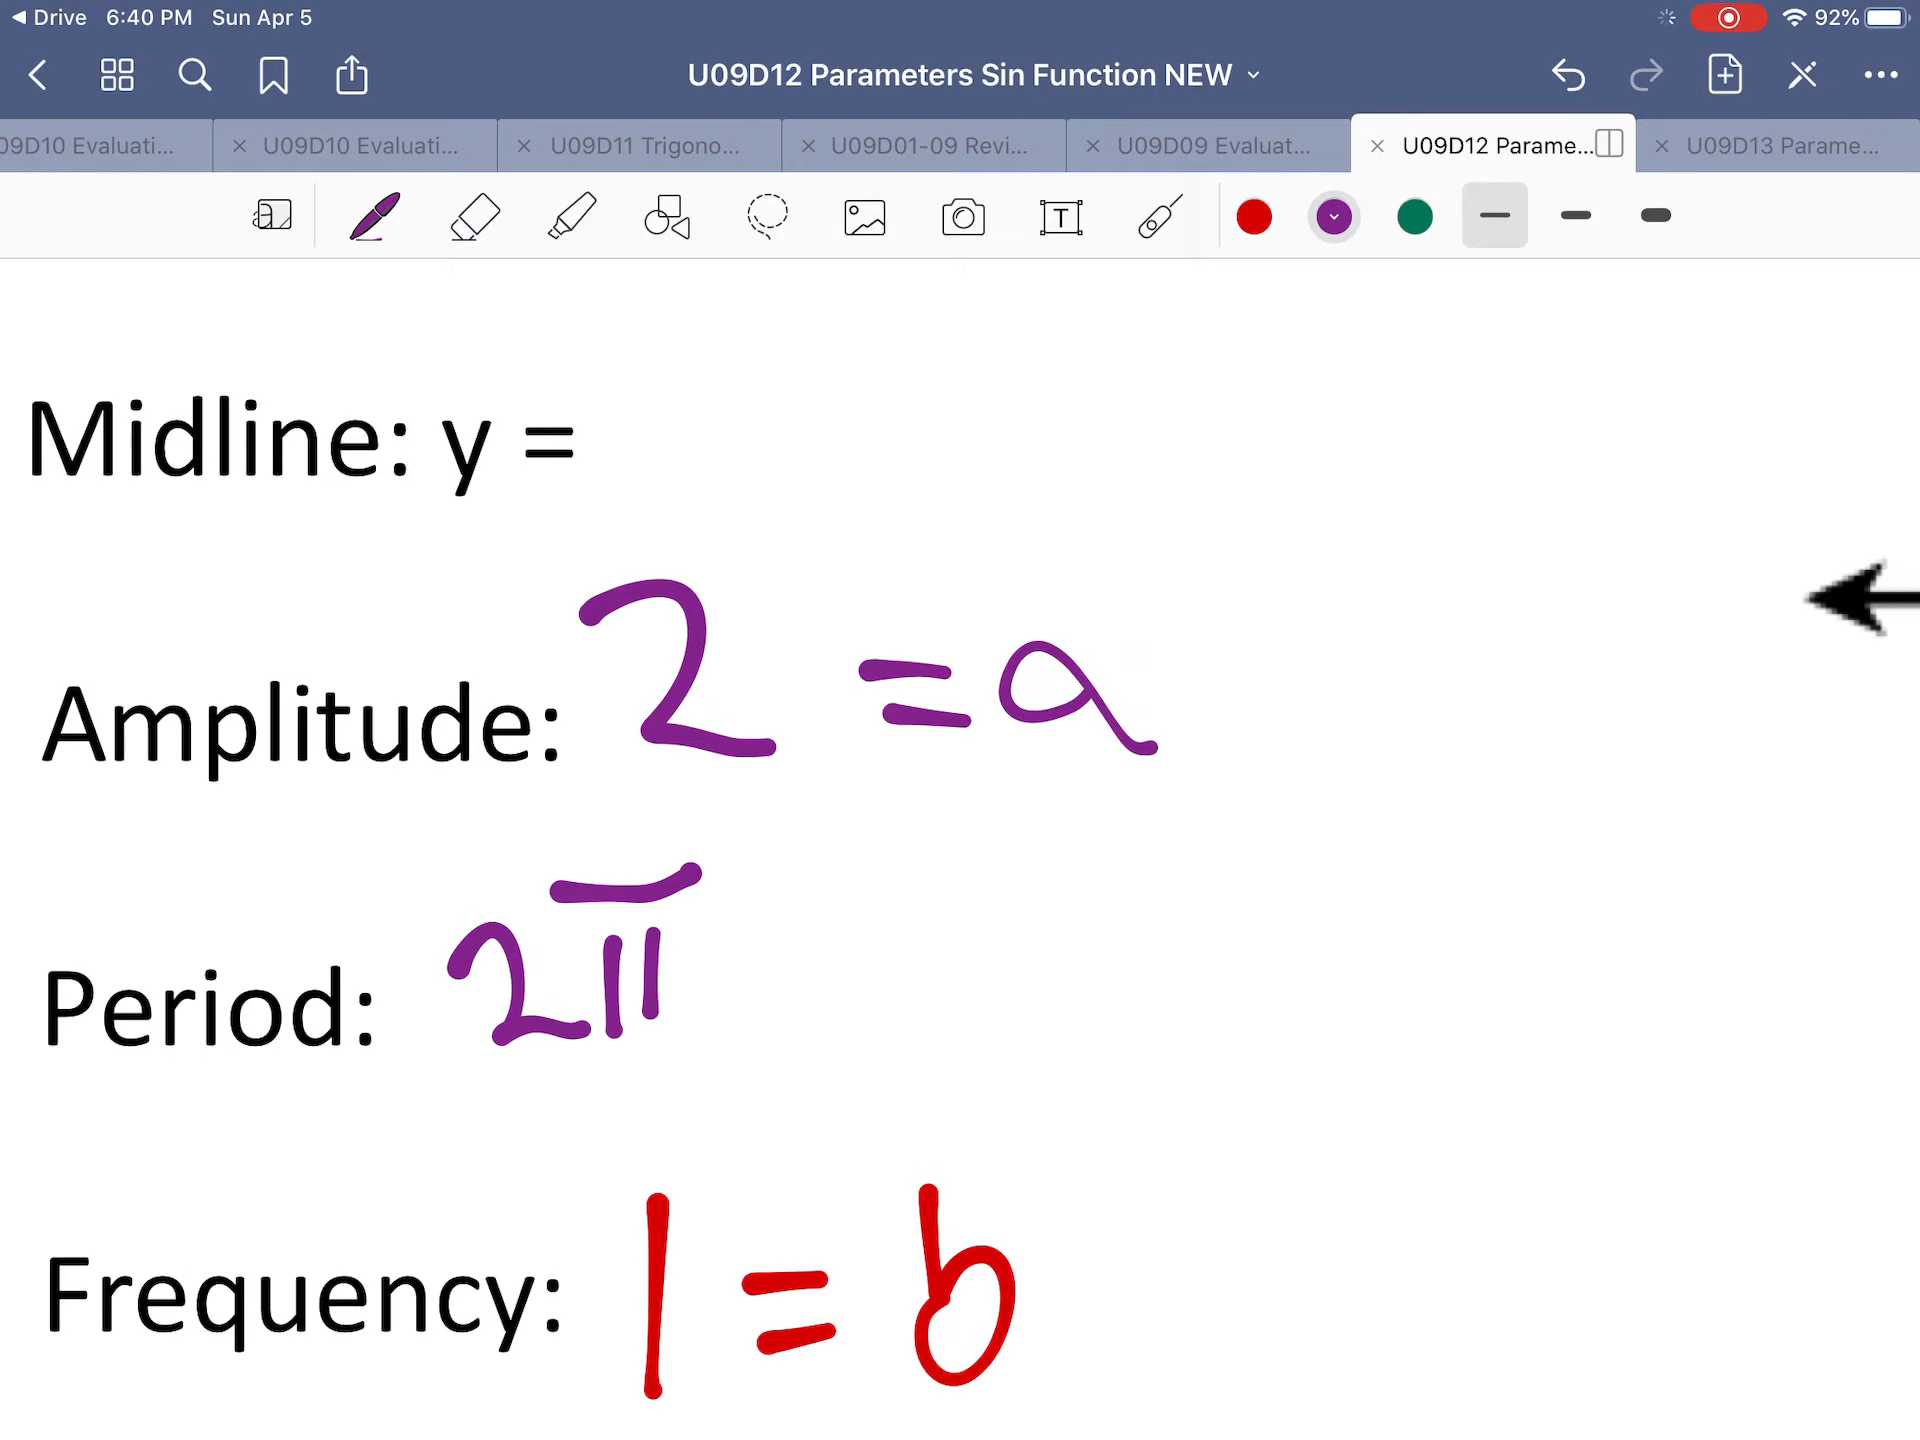 Drive 6:40 PM Sun Apr 5 92%
U09D12 Parameters Sin Function NEW
09D10 Evaluati... U09D10 Evaluati... U09D11 Trigono... U09D01-09 Revi... U09D09 Evaluat... U09D12 Parame... U09D13 Parame...
a T
Midline: y =
Amplitude: 2 = a
Period: 2π
Frequency: 1 = b